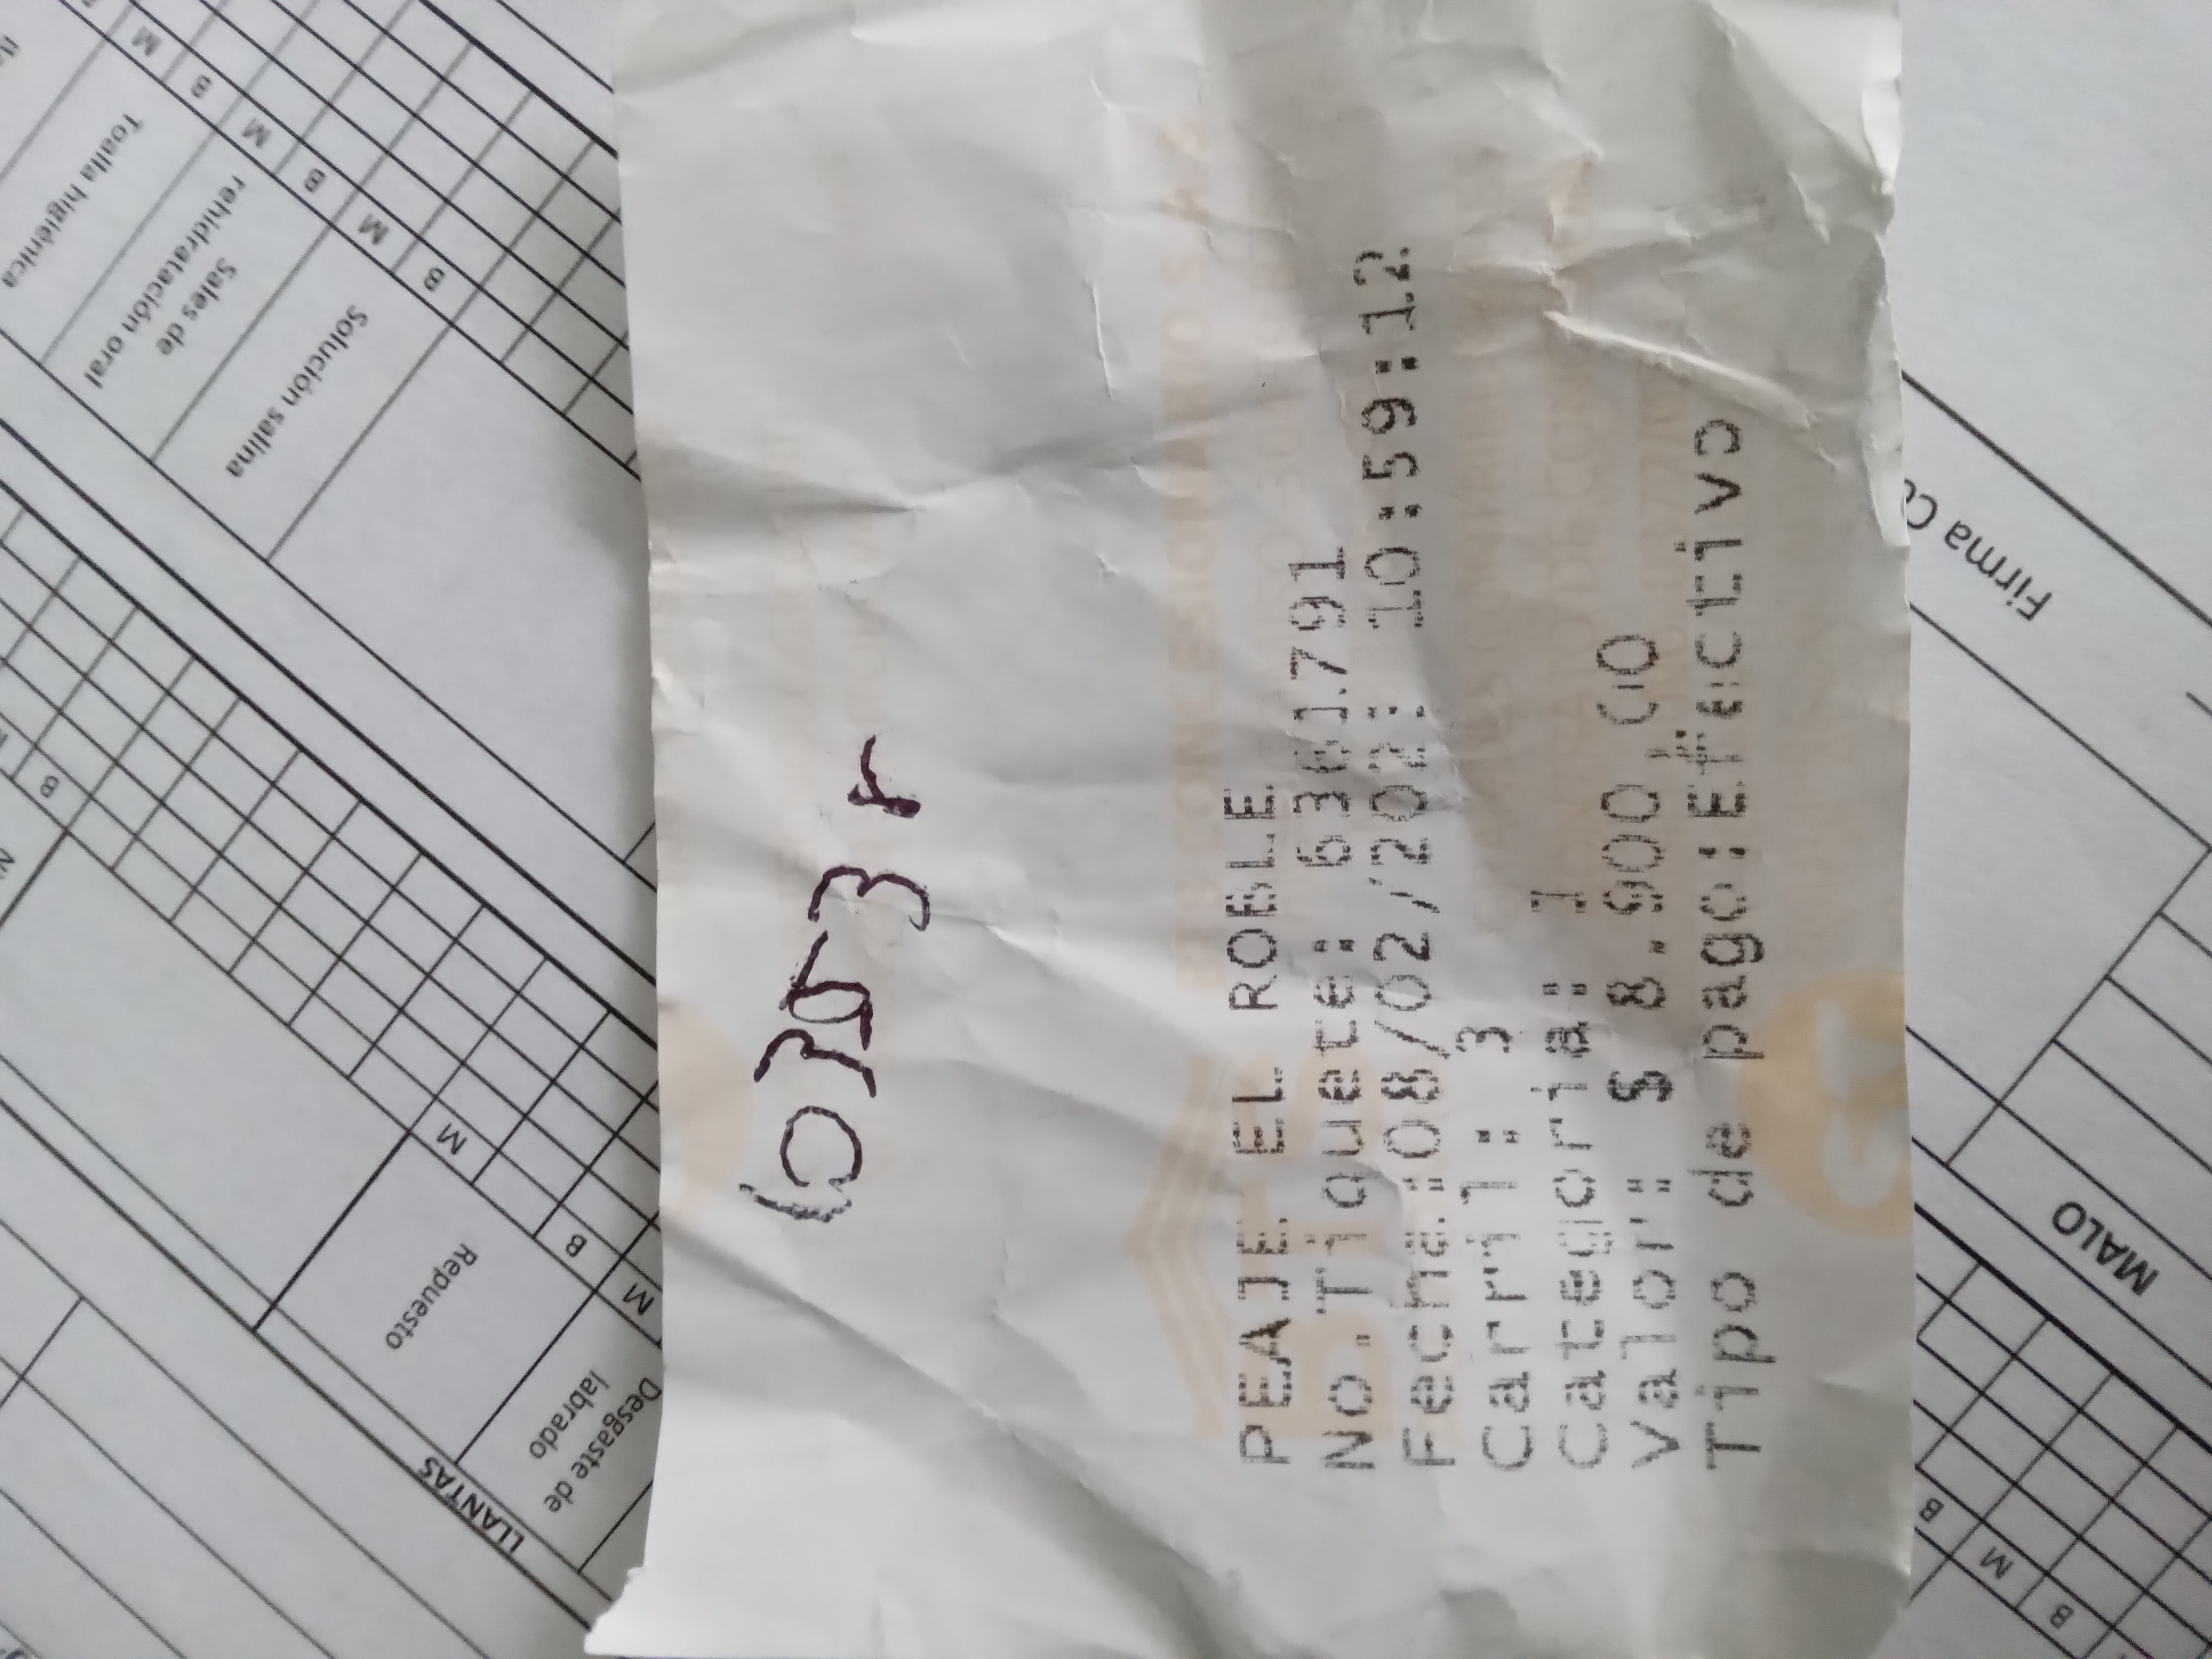 PEAJE EL ROBLE
No.Tiquete: 6361791
Fecha:08/02/2022 10:59:12
Carril: 3
Categoria: 1
Valor: $ 8.900,00
Tipo de pago:Efectivo
Toalla higiénica
Sales de
rehidratación oral
Solución salina
M
B
M
B
M
B
B
M
B
M
Repuesto
Desgaste de
labrado
LLANTAS
Firma
MALO
B
M
B